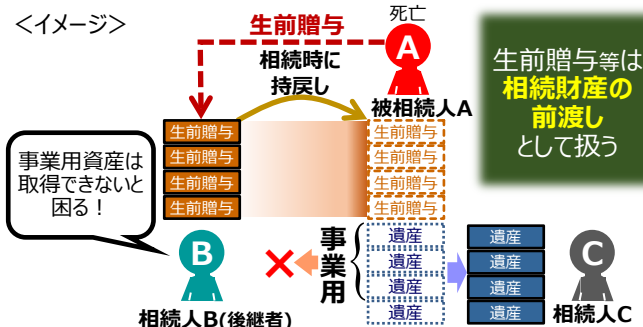 ＜イメージ＞
生前贈与
死亡
A
相続時に
持戻し
被相続人A
生前贈与等は
相続財産の
前渡し
として扱う
生前贈与
生前贈与
生前贈与
生前贈与
生前贈与
生前贈与
生前贈与
生前贈与
事業用資産は
取得できないと
困る！
B
相続人B(後継者)
事業用
遺産
遺産
遺産
遺産
遺産
遺産
遺産
遺産
C
相続人C